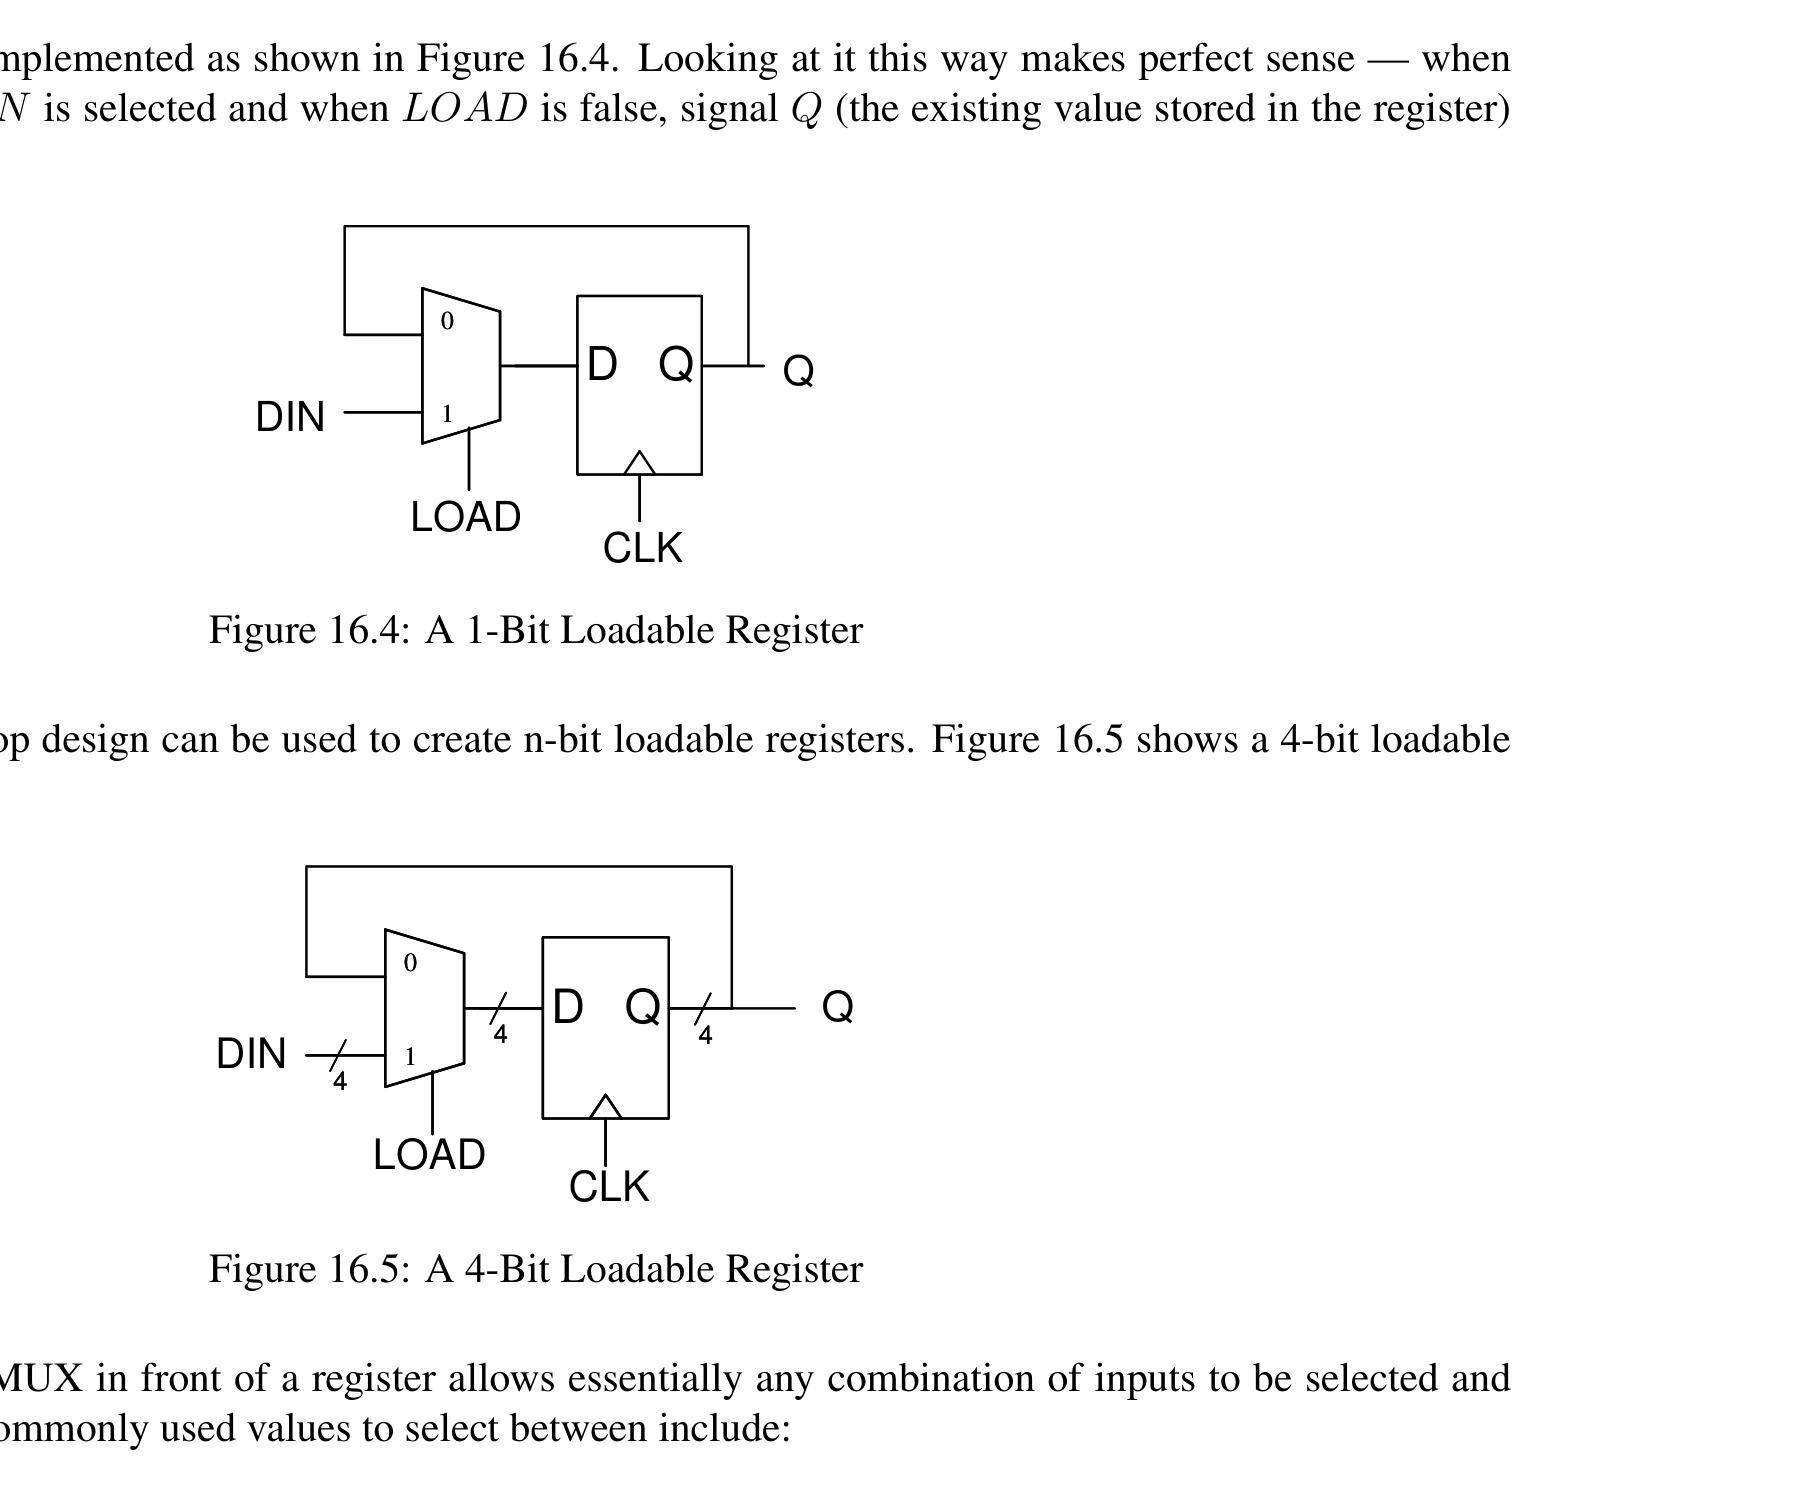 mplemented as shown in Figure 16.4. Looking at it this way makes perfect sense — when
N is selected and when LOAD is false, signal Q (the existing value stored in the register)
0
D Q
Q
DIN
1
LOAD
CLK
Figure 16.4: A 1-Bit Loadable Register
op design can be used to create n-bit loadable registers. Figure 16.5 shows a 4-bit loadable
0
D Q
Q
4
4
DIN
1
4
LOAD
CLK
Figure 16.5: A 4-Bit Loadable Register
MUX in front of a register allows essentially any combination of inputs to be selected and
ommonly used values to select between include: